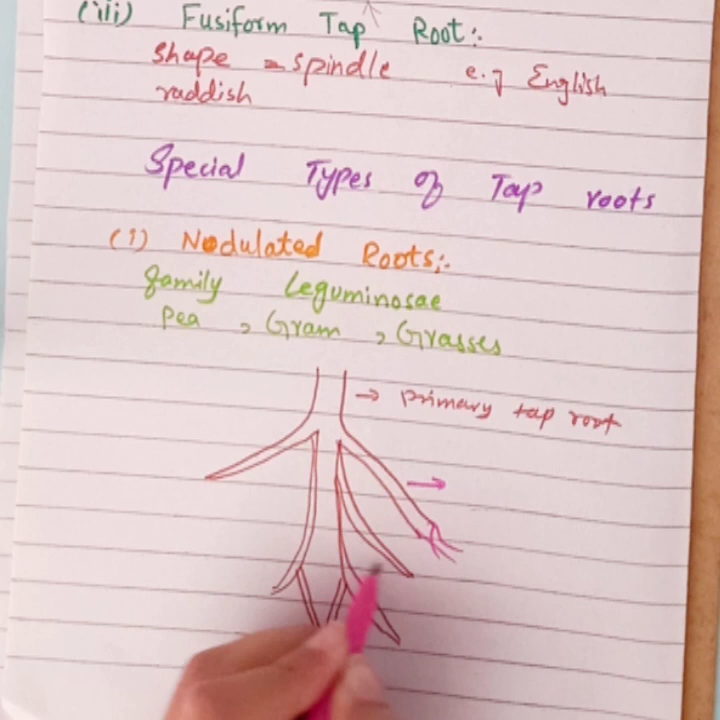 (iii) Fusiform Tap Root:
shape = spindle e.g English
raddish
Special Types of Tap roots
(i) Nodulated Roots:
family Leguminosae
Pea , Gram , Grasses
→ primary tap root
→